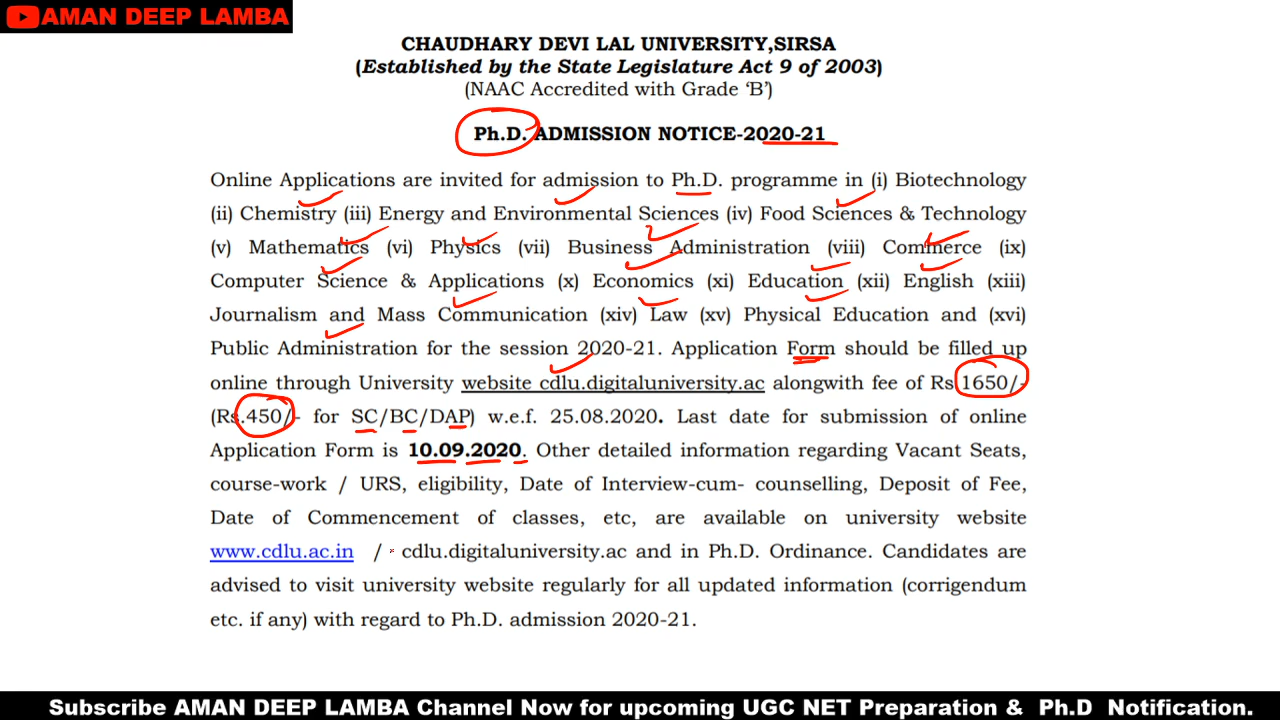 AMAN DEEP LAMBA
CHAUDHARY DEVI LAL UNIVERSITY,SIRSA
(Established by the State Legislature Act 9 of 2003)
(NAAC Accredited with Grade ‘B’)
Ph.D. ADMISSION NOTICE-2020-21
Online Applications are invited for admission to Ph.D. programme in (i) Biotechnology
(ii) Chemistry (iii) Energy and Environmental Sciences (iv) Food Sciences & Technology
(v) Mathematics (vi) Physics (vii) Business Administration (viii) Commerce (ix)
Computer Science & Applications (x) Economics (xi) Education (xii) English (xiii)
Journalism and Mass Communication (xiv) Law (xv) Physical Education and (xvi)
Public Administration for the session 2020-21. Application Form should be filled up
online through University website cdlu.digitaluniversity.ac alongwith fee of Rs 1650/-
(Rs.450/- for SC/BC/DAP) w.e.f. 25.08.2020. Last date for submission of online
Application Form is 10.09.2020. Other detailed information regarding Vacant Seats,
course-work / URS, eligibility, Date of Interview-cum- counselling, Deposit of Fee,
Date of Commencement of classes, etc, are available on university website
www.cdlu.ac.in / cdlu.digitaluniversity.ac and in Ph.D. Ordinance. Candidates are
advised to visit university website regularly for all updated information (corrigendum
etc. if any) with regard to Ph.D. admission 2020-21.
Subscribe AMAN DEEP LAMBA Channel Now for upcoming UGC NET Preparation & Ph.D Notification.